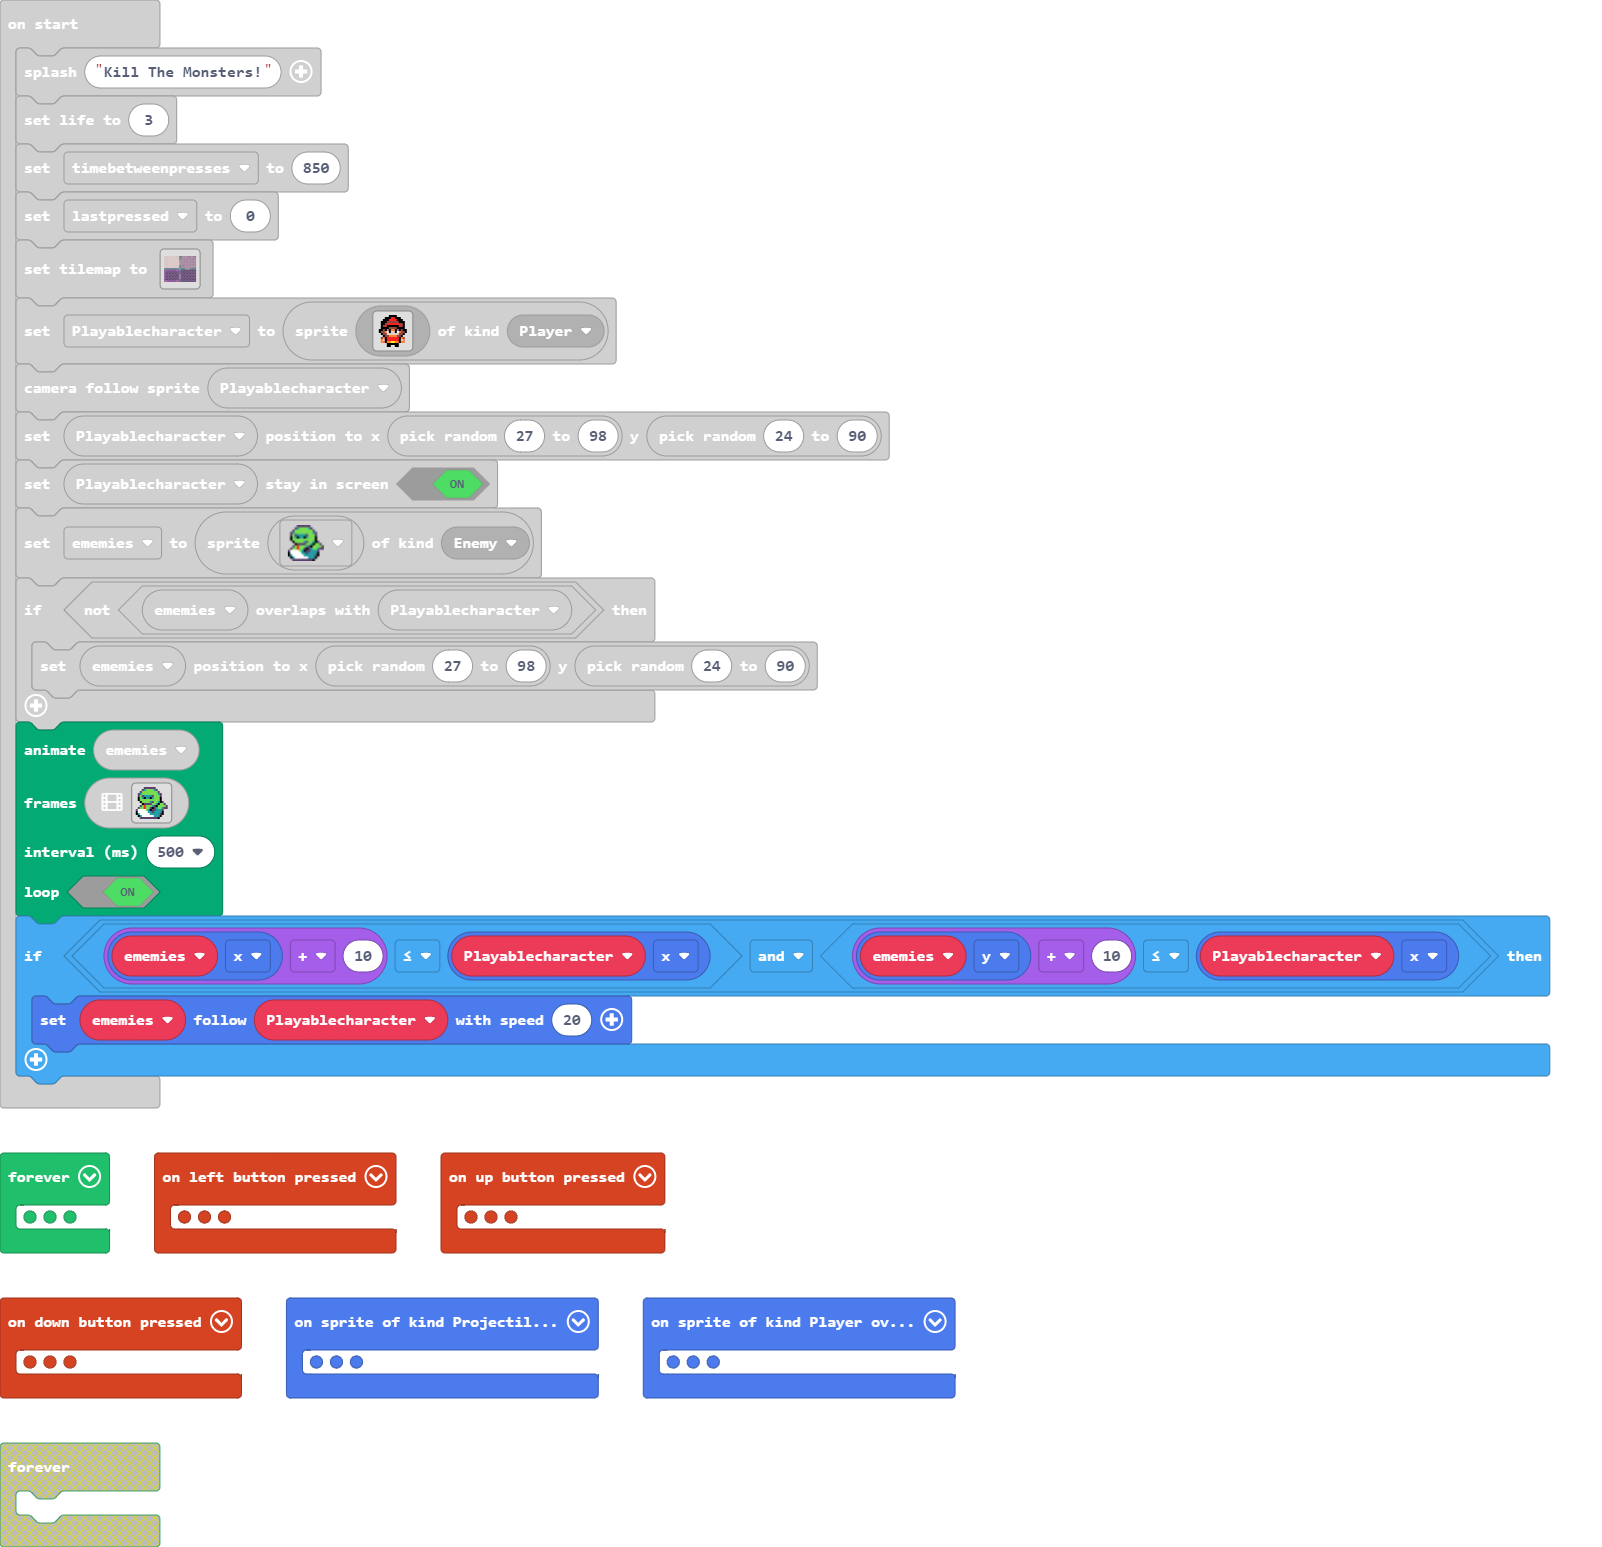 on start
splash "Kill The Monsters!"
set life to 3
set timebetweenpresses to 850
set lastpressed to 0
set tilemap to
set Playablecharacter to sprite of kind Player
camera follow sprite Playablecharacter
set Playablecharacter position to x pick random 27 to 98 y pick random 24 to 90
set Playablecharacter stay in screen ON
set ememies to sprite of kind Enemy
if not ememies overlaps with Playablecharacter then
set ememies position to x pick random 27 to 98 y pick random 24 to 90
animate ememies
frames
interval (ms) 500
loop ON
if ememies x + 10 ≤ Playablecharacter x and ememies y + 10 ≤ Playablecharacter x then
set ememies follow Playablecharacter with speed 20
forever
on left button pressed
on up button pressed
on down button pressed
on sprite of kind Projectil...
on sprite of kind Player ov...
forever